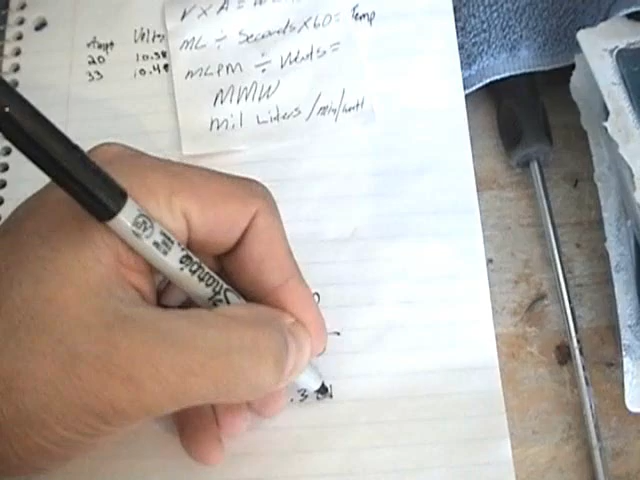 V X A =
ML ÷ Seconds X 60 = Temp
MLPM ÷ Watts =
MMW
Mil Liters / min / watt
Amps Volts
20 10.38
33 10.4
Sharpie
.3